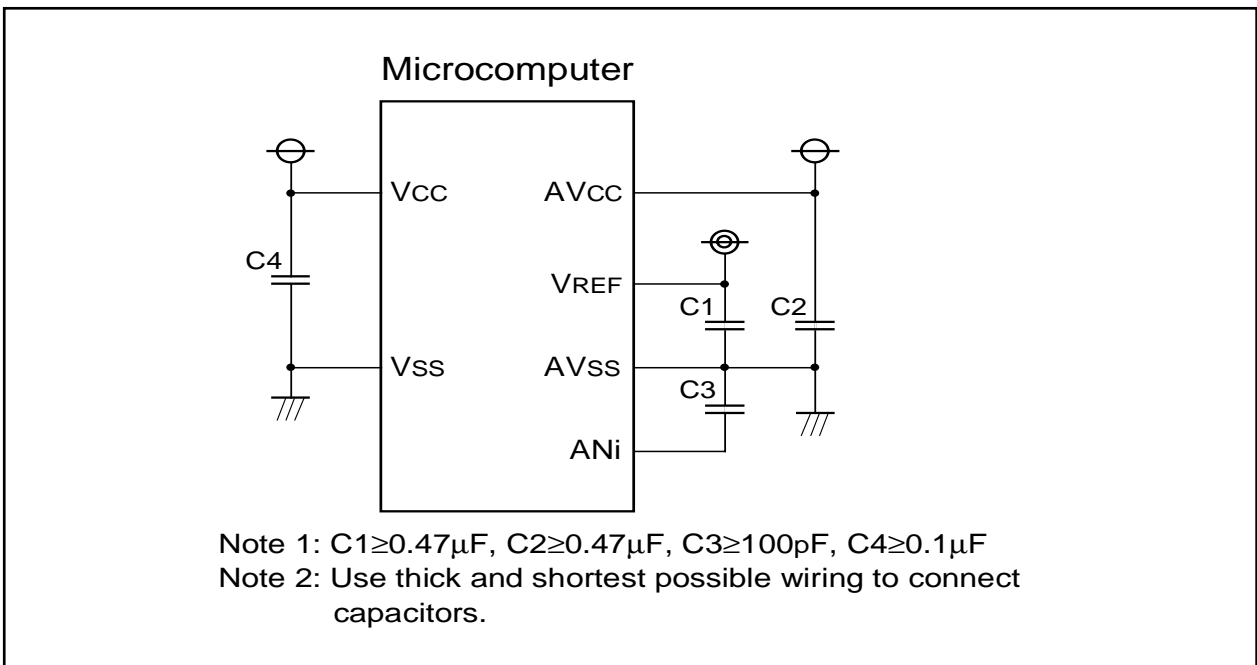 Microcomputer
VCC
AVCC
C4
VREF
C1
C2
VSS
AVSS
C3
ANi
Note 1: C1≥0.47μF, C2≥0.47μF, C3≥100pF, C4≥0.1μF
Note 2: Use thick and shortest possible wiring to connect
capacitors.